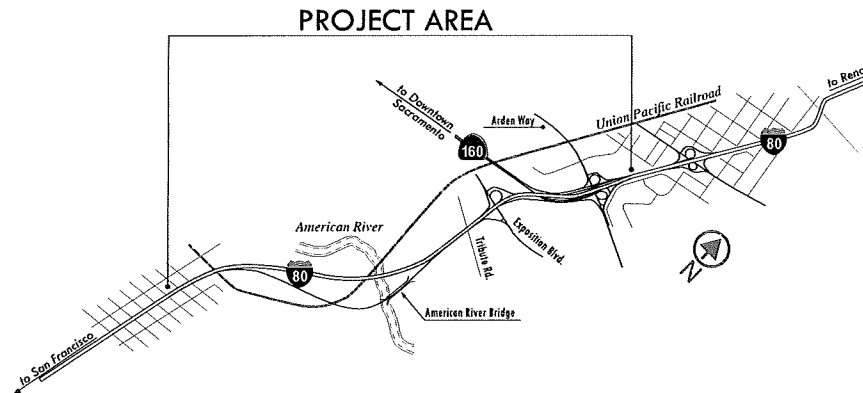 PROJECT AREA
to Reno
to Downtown
Sacramento
Arden Way
Union Pacific Railroad
160
80
American River
Tribute Rd.
Exposition Blvd.
80
N
American River Bridge
to San Francisco